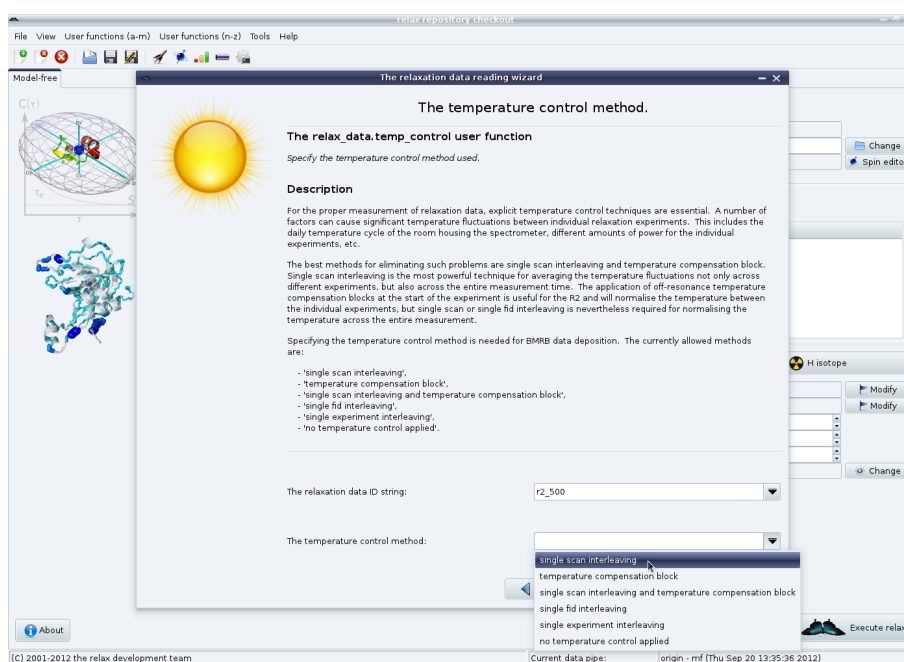 relax repository checkout
File View User functions (a-m) User functions (n-z) Tools Help
Model-free
The relaxation data reading wizard
C(τ)
The temperature control method.
The relax_data.temp_control user function
Specify the temperature control method used.
Description
For the proper measurement of relaxation data, explicit temperature control techniques are essential. A number of
factors can cause significant temperature fluctuations between individual relaxation experiments. This includes the
daily temperature cycle of the room housing the spectrometer, different amounts of power for the individual
experiments, etc.
The best methods for eliminating such problems are single scan interleaving and temperature compensation block.
Single scan interleaving is the most powerful technique for averaging the temperature fluctuations not only across
different experiments, but also across the entire measurement time. The application of off-resonance temperature
compensation blocks at the start of the experiment is useful for the R2 and will normalise the temperature between
the individual experiments, but single scan or single fid interleaving is nevertheless required for normalising the
temperature across the entire measurement.
Specifying the temperature control method is needed for BMRB data deposition. The currently allowed methods
are:
- 'single scan interleaving',
- 'temperature compensation block',
- 'single scan interleaving and temperature compensation block',
- 'single fid interleaving',
- 'single experiment interleaving',
- 'no temperature control applied'.
The relaxation data ID string:
r2_500
The temperature control method:
single scan interleaving
temperature compensation block
single scan interleaving and temperature compensation block
single fid interleaving
single experiment interleaving
no temperature control applied
τe
S
τ
Change
Spin edito
H isotope
Modify
Modify
Change
About
Execute relax
(C) 2001-2012 the relax development team
Current data pipe:
origin - mf (Thu Sep 20 13:35:36 2012)